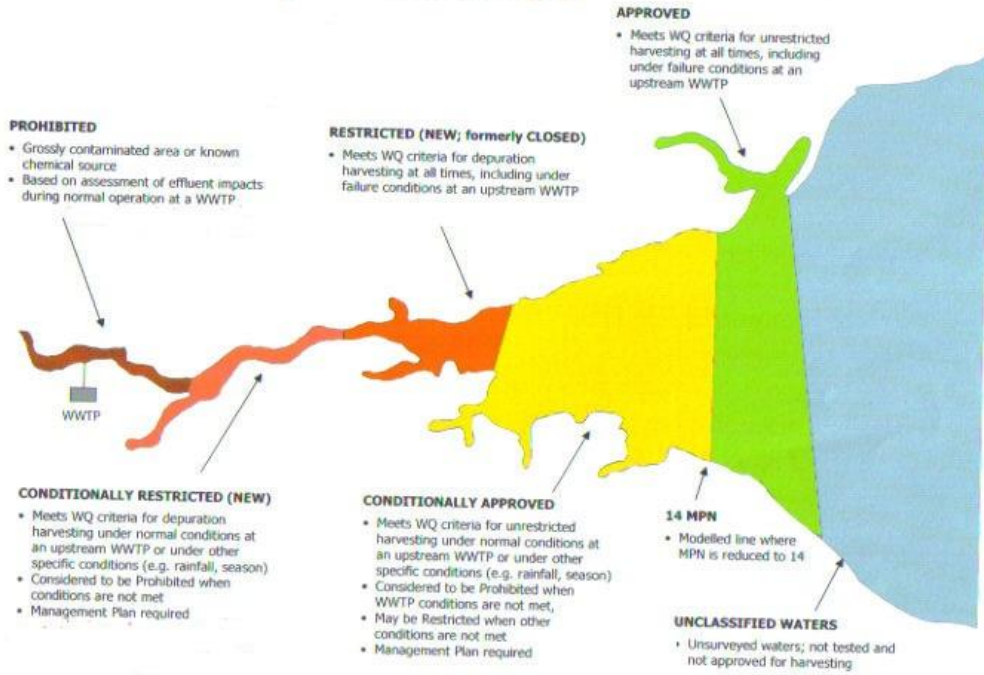 APPROVED
• Meets WQ criteria for unrestricted
harvesting at all times, including
under failure conditions at an
upstream WWTP
PROHIBITED
• Grossly contaminated area or known
chemical source
• Based on assessment of effluent impacts
during normal operation at a WWTP
RESTRICTED (NEW; formerly CLOSED)
• Meets WQ criteria for depuration
harvesting at all times, including under
failure conditions at an upstream WWTP
WWTP
CONDITIONALLY RESTRICTED (NEW)
• Meets WQ criteria for depuration
harvesting under normal conditions at
an upstream WWTP or under other
specific conditions (e.g. rainfall, season)
• Considered to be Prohibited when
conditions are not met
• Management Plan required
CONDITIONALLY APPROVED
• Meets WQ criteria for unrestricted
harvesting under normal conditions at
an upstream WWTP or under other
specific conditions (e.g. rainfall, season)
• Considered to be Prohibited when
WWTP conditions are not met,
• May be Restricted when other
conditions are not met
• Management Plan required
14 MPN
• Modelled line where
MPN is reduced to 14
UNCLASSIFIED WATERS
• Unsurveyed waters; not tested and
not approved for harvesting